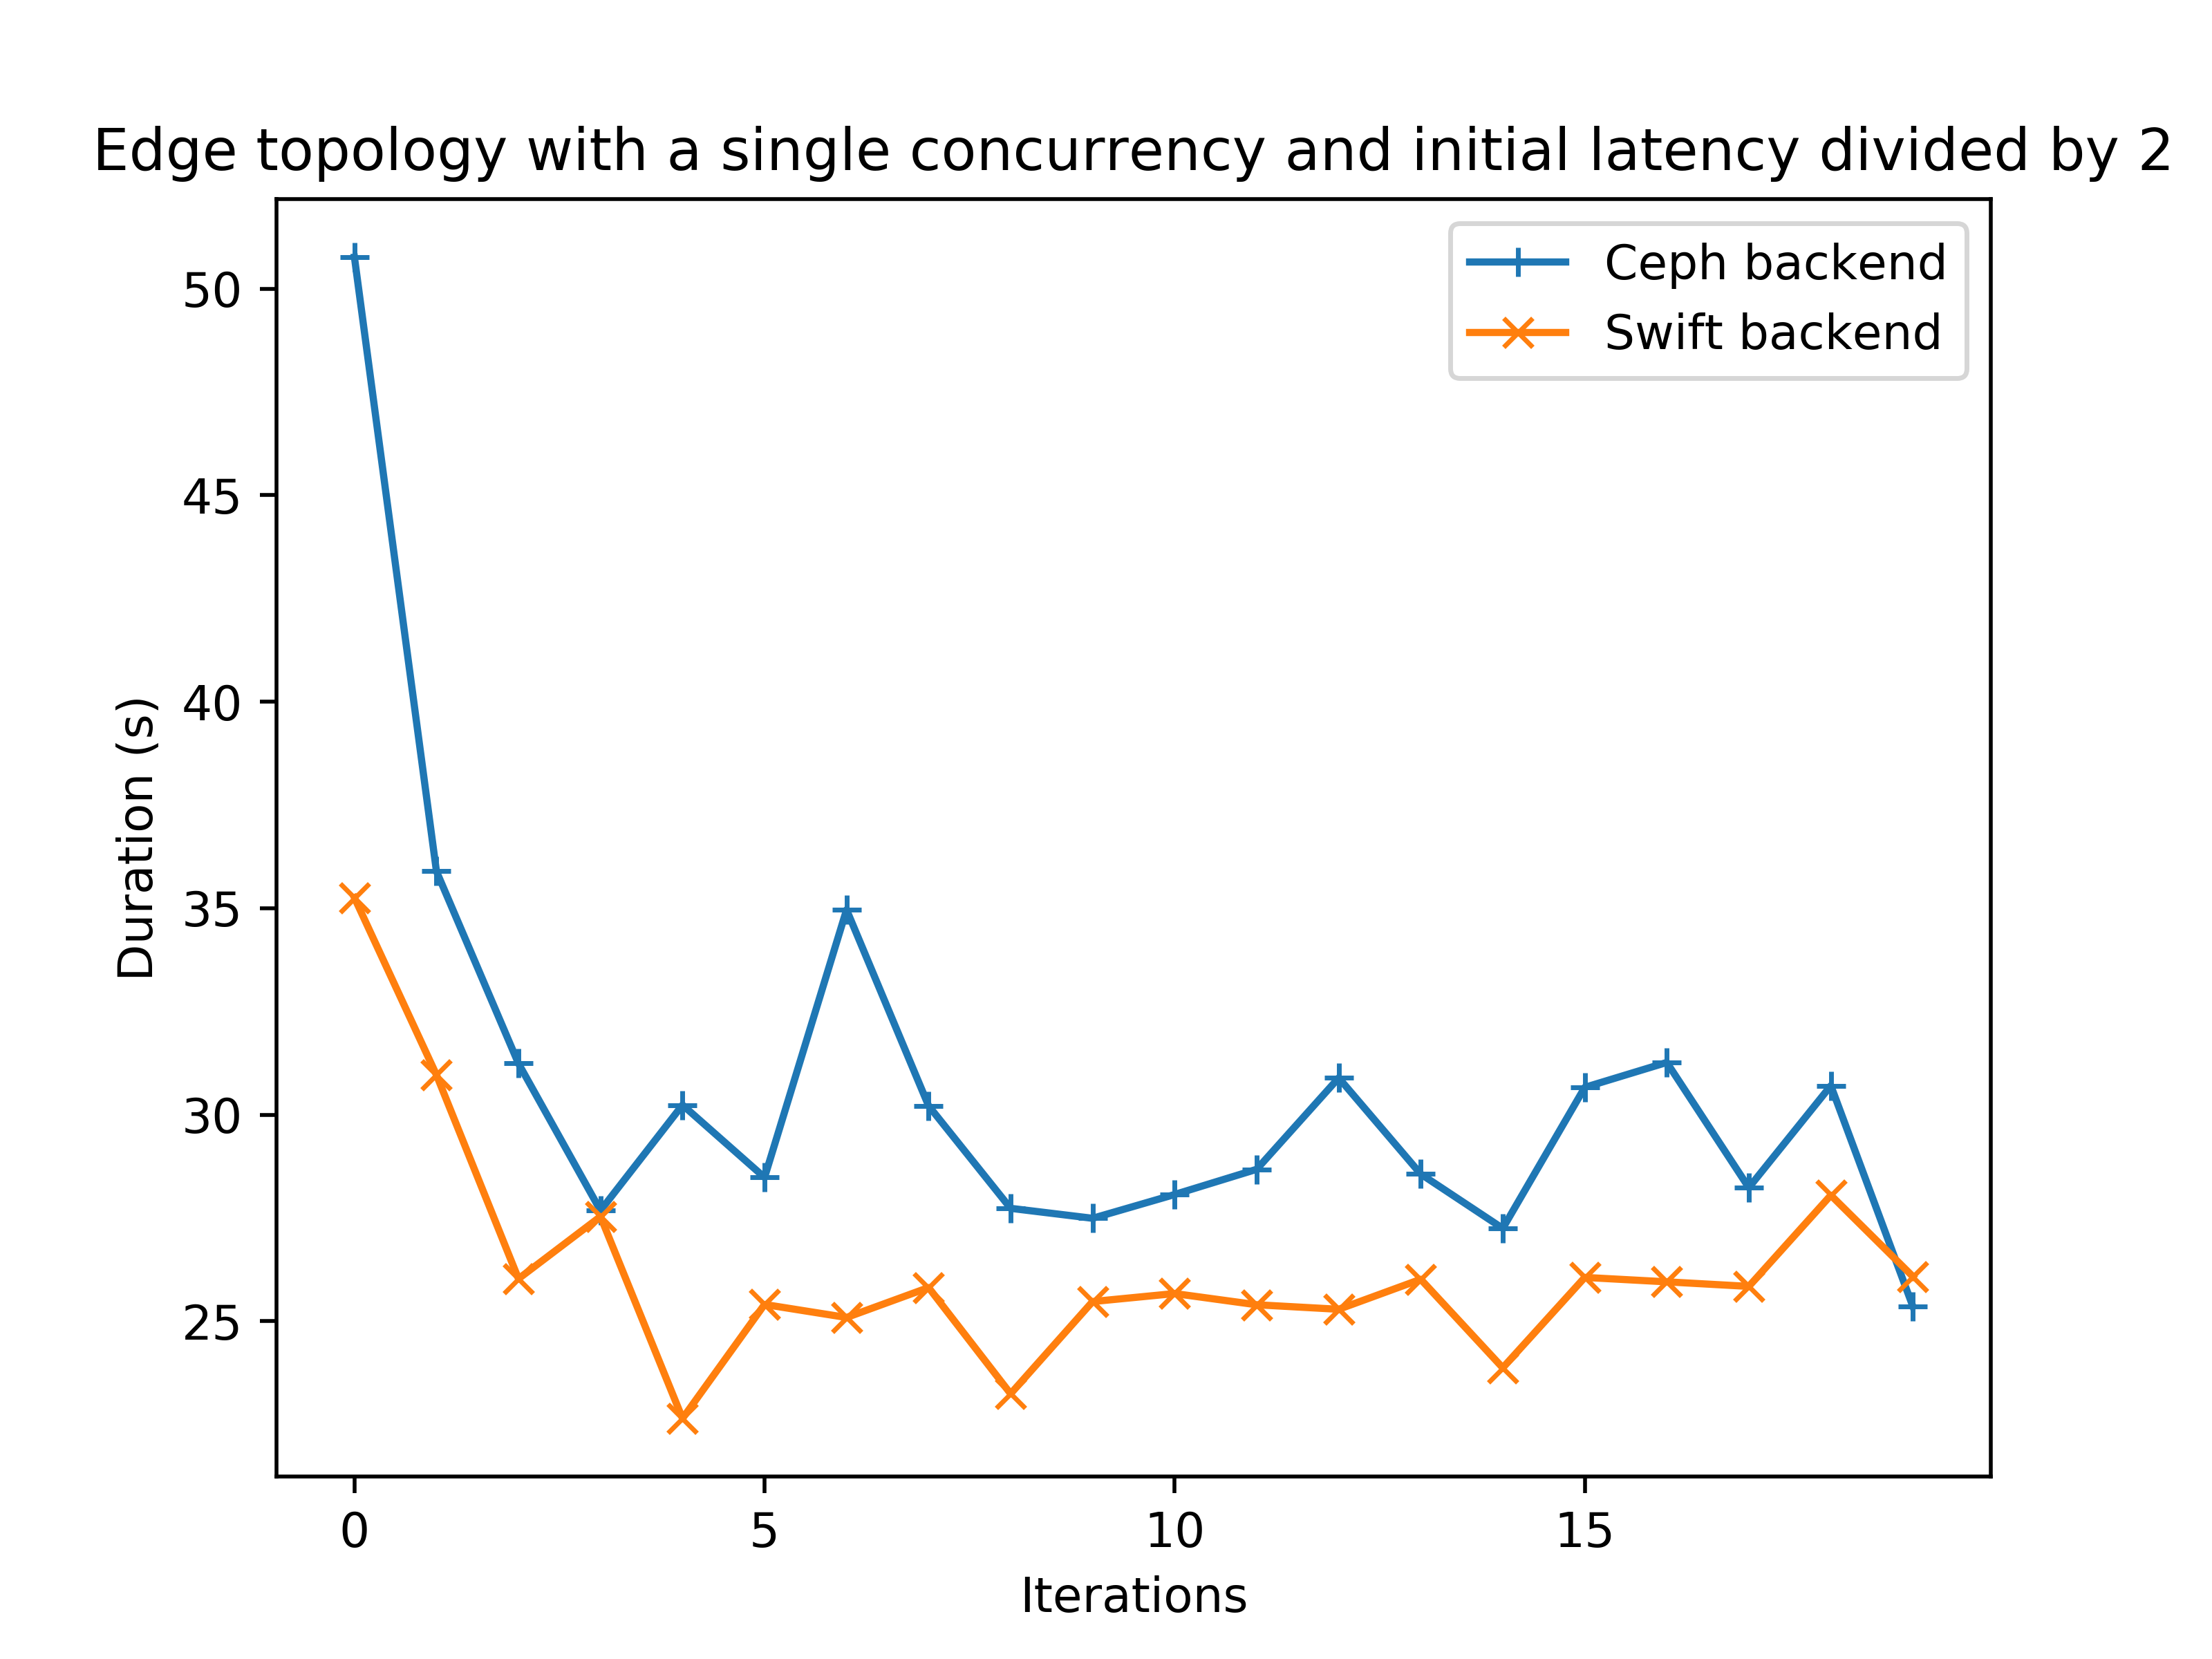 Edge topology with a single concurrency and initial latency divided by 2
Ceph backend
Swift backend
50
45
40
35
30
25
Duration (s)
0 5 10 15
Iterations